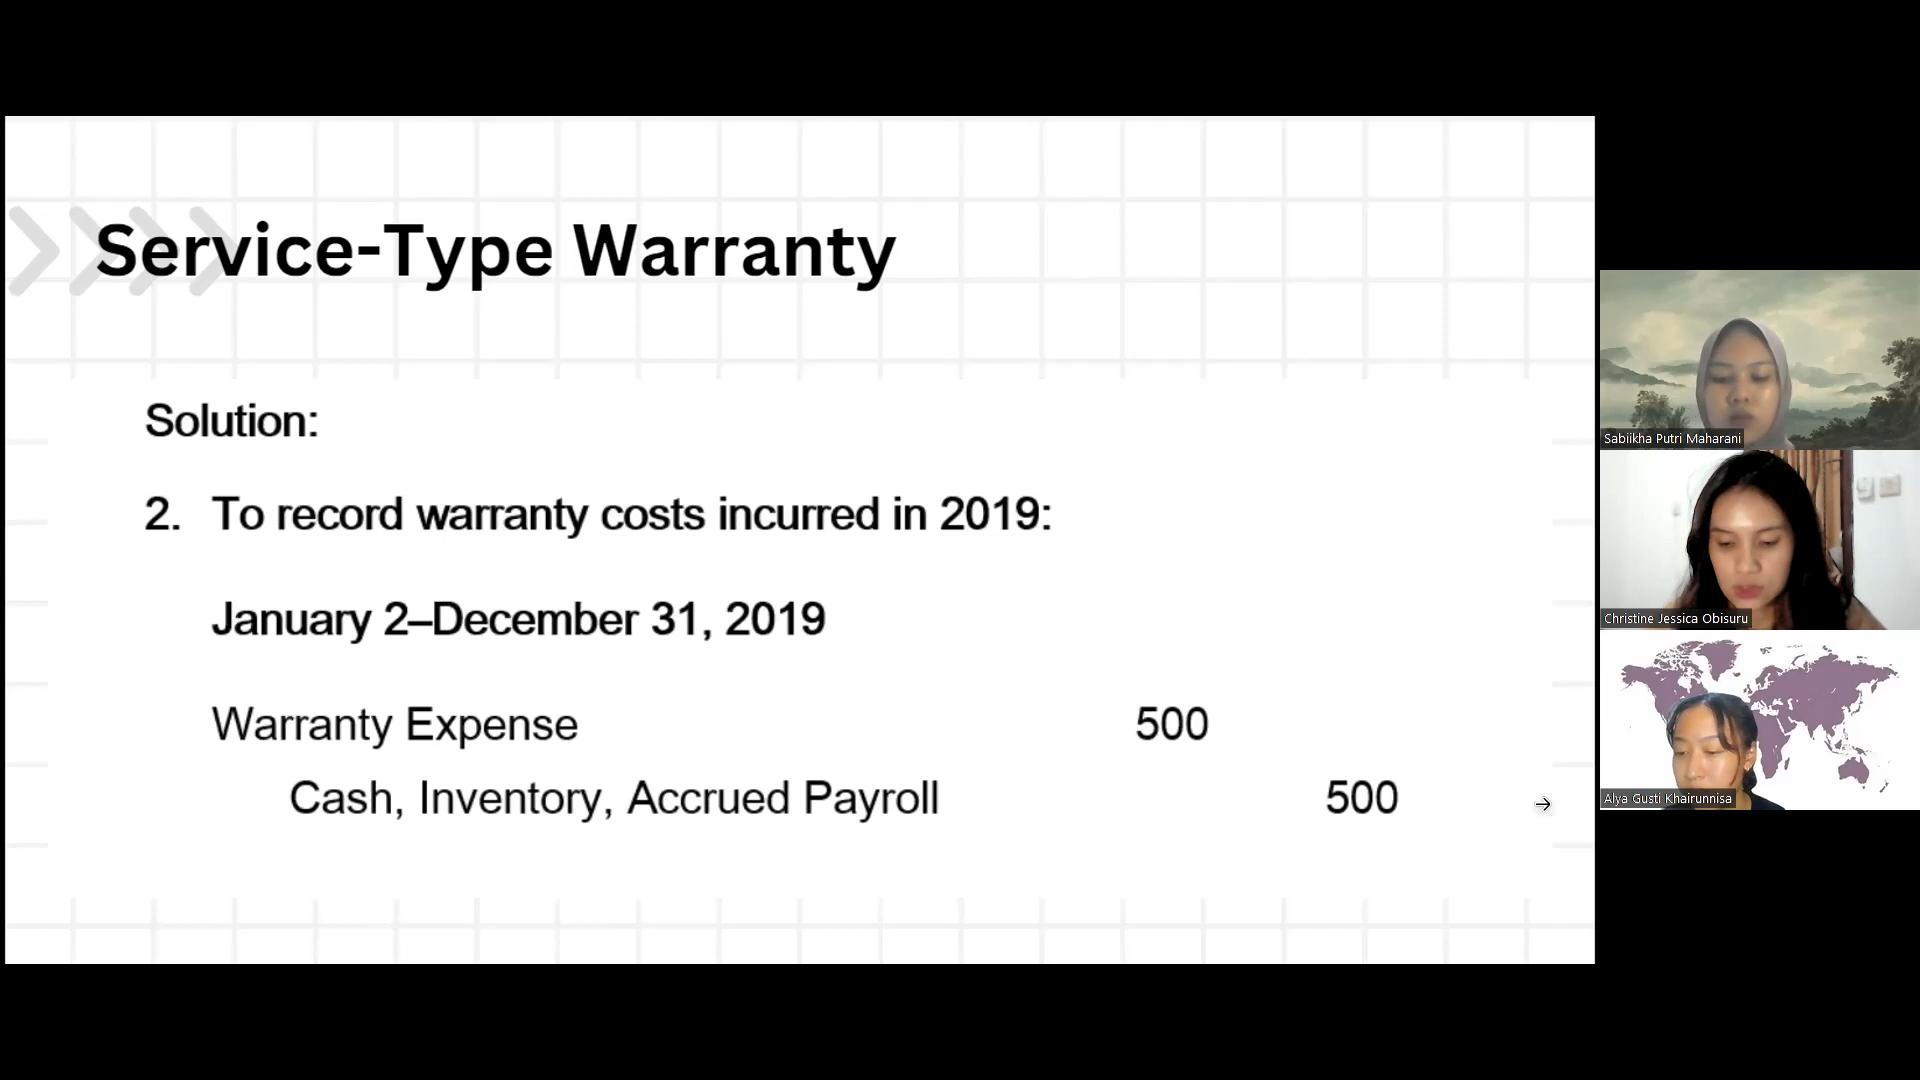 Service-Type Warranty
Solution:
2. To record warranty costs incurred in 2019:
January 2–December 31, 2019
Warranty Expense 500
Cash, Inventory, Accrued Payroll 500
Sabiikha Putri Maharani
Christine Jessica Obisuru
Alya Gusti Khairunnisa